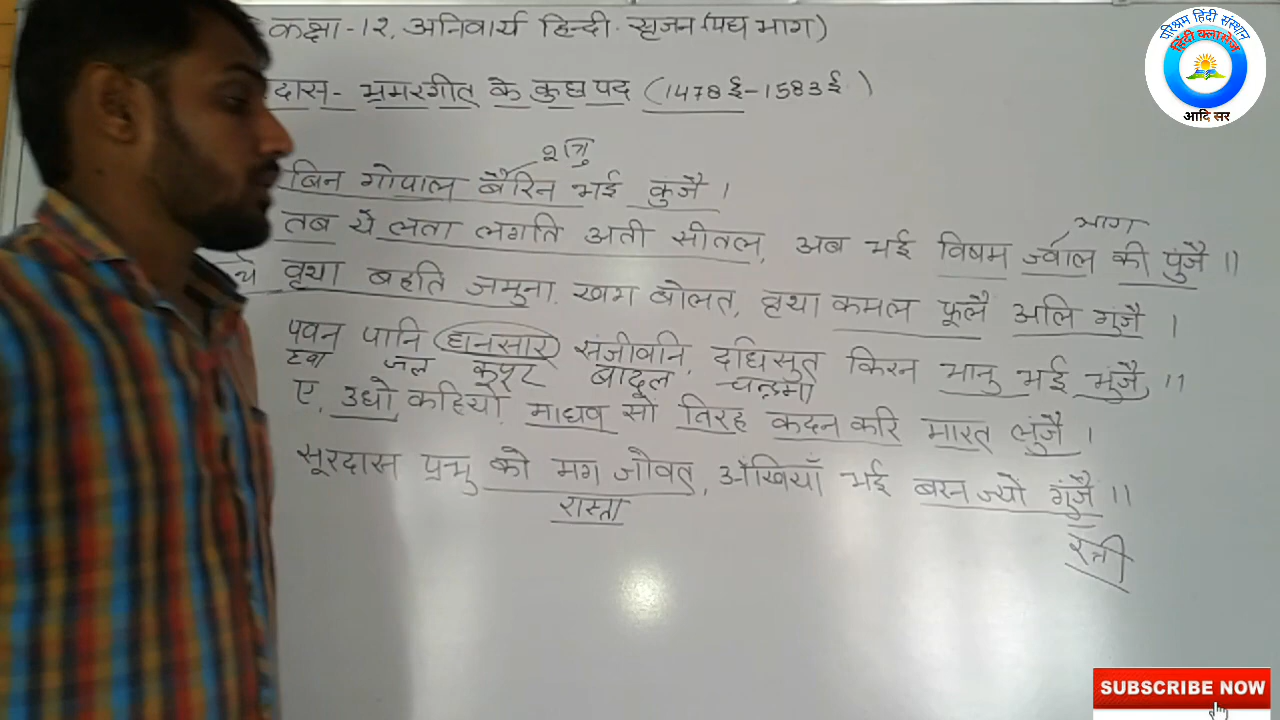 कक्षा-12, अनिवार्य हिन्दी- सृजन (पद्य भाग)
दास- भ्रमरगीत के कुछ पद (1478 ई-1583 ई.)
शत्रु
बिन गोपाल बैरिन भई कुंजै ।
आग
तब ये लता लगति अती सीतल, अब भई विषम ज्वाल की पुंजै ॥
वृथा बहति जमुना, खग बोलत, वृथा कमल फूलै अलि गुंजै ।
पवन पानि घनसार संजीवनि, दधिसुत किरन भानु भई भुंजै, ॥
हवा जल कपूर बादल चन्द्रमा
ए, उधो कहियो, माधव सों विरह कदन करि मारत लुंजै ।
सूरदास प्रभु को मग जोवत, अँखियाँ भई बरन ज्यों गुंजै ॥
रास्ता
रत्ती
परिश्रम हिंदी संस्थान
हिंदी क्लासेज
आदि सर
SUBSCRIBE NOW